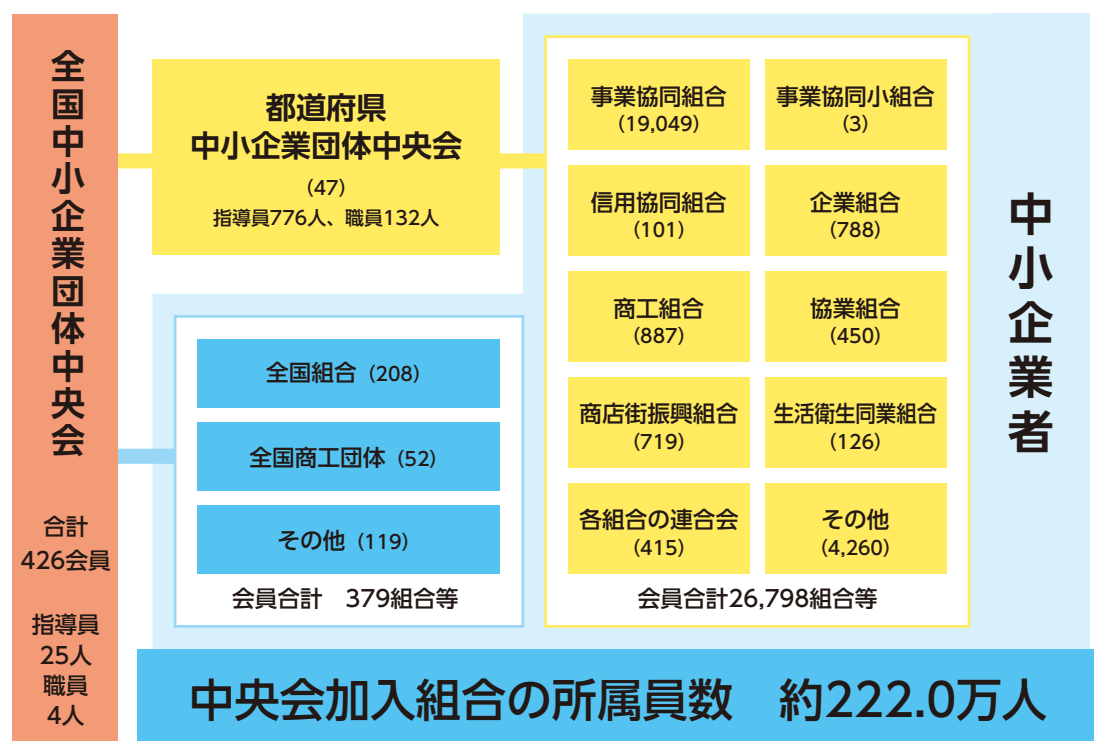 全国中小企業団体中央会
合計
426会員
指導員
25人
職員
4人
都道府県
中小企業団体中央会
(47)
指導員776人、職員132人
全国組合 (208)
全国商工団体 (52)
その他 (119)
会員合計　379組合等
事業協同組合
(19,049)
事業協同小組合
(3)
信用協同組合
(101)
企業組合
(788)
商工組合
(887)
協業組合
(450)
商店街振興組合
(719)
生活衛生同業組合
(126)
各組合の連合会
(415)
その他
(4,260)
会員合計26,798組合等
中小企業者
中央会加入組合の所属員数　約222.0万人